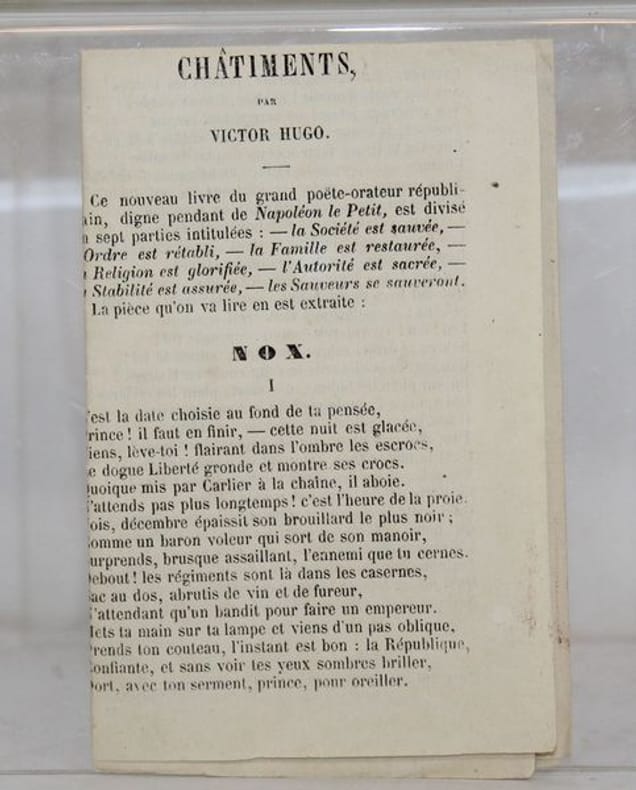 CHÂTIMENTS,
PAR
VICTOR HUGO.
Ce nouveau livre du grand poëte-orateur républi-
ain, digne pendant de Napoléon le Petit, est divisé
n sept parties intitulées : — la Société est sauvée, —
Ordre est rétabli, — la Famille est restaurée, —
Religion est glorifiée, — l'Autorité est sacrée, —
Stabilité est assurée, — les Sauveurs se sauveront.
La pièce qu'on va lire en est extraite :
NOX.
I
'est la date choisie au fond de ta pensée,
rince ! il faut en finir, — cette nuit est glacée,
iens, lève-toi ! flairant dans l'ombre les escrocs,
e dogue Liberté gronde et montre ses crocs.
uoique mis par Carlier à la chaîne, il aboie.
'attends pas plus longtemps ! c'est l'heure de la proie.
ois, décembre épaissit son brouillard le plus noir ;
omme un baron voleur qui sort de son manoir,
urprends, brusque assaillant, l'ennemi que tu cernes.
ebout ! les régiments sont là dans les casernes,
ac au dos, abrutis de vin et de fureur,
'attendant qu'un bandit pour faire un empereur.
ets ta main sur ta lampe et viens d'un pas oblique,
rends ton couteau, l'instant est bon : la République,
onfiante, et sans voir tes yeux sombres briller,
ort, avec ton serment, prince, pour oreiller.